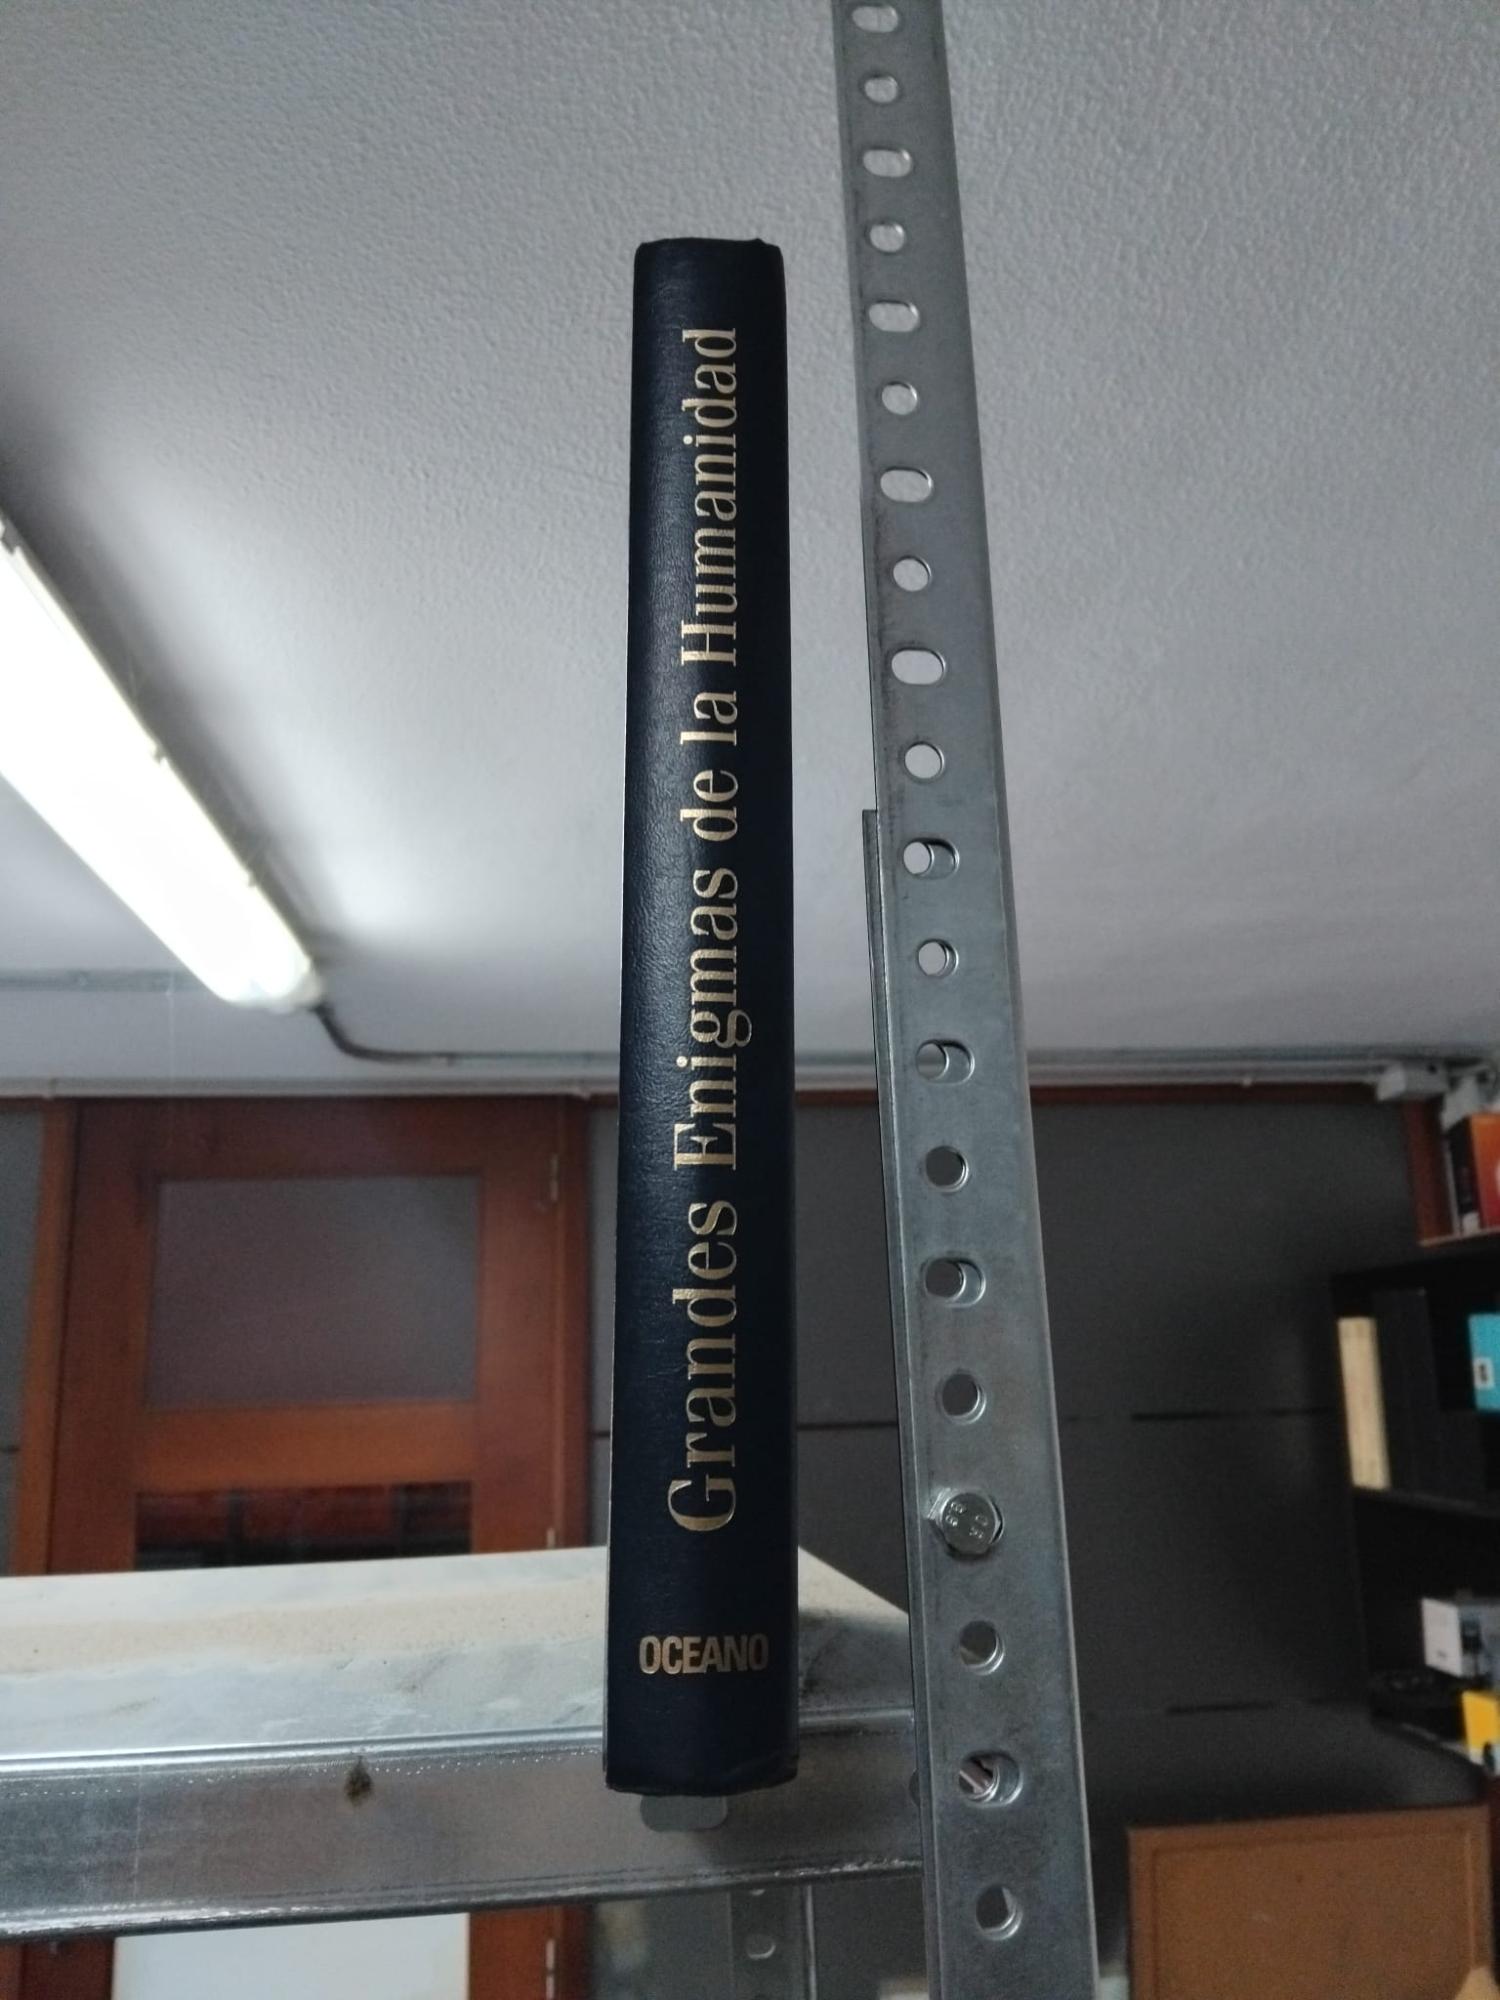 Grandes Enigmas de la Humanidad
OCEANO